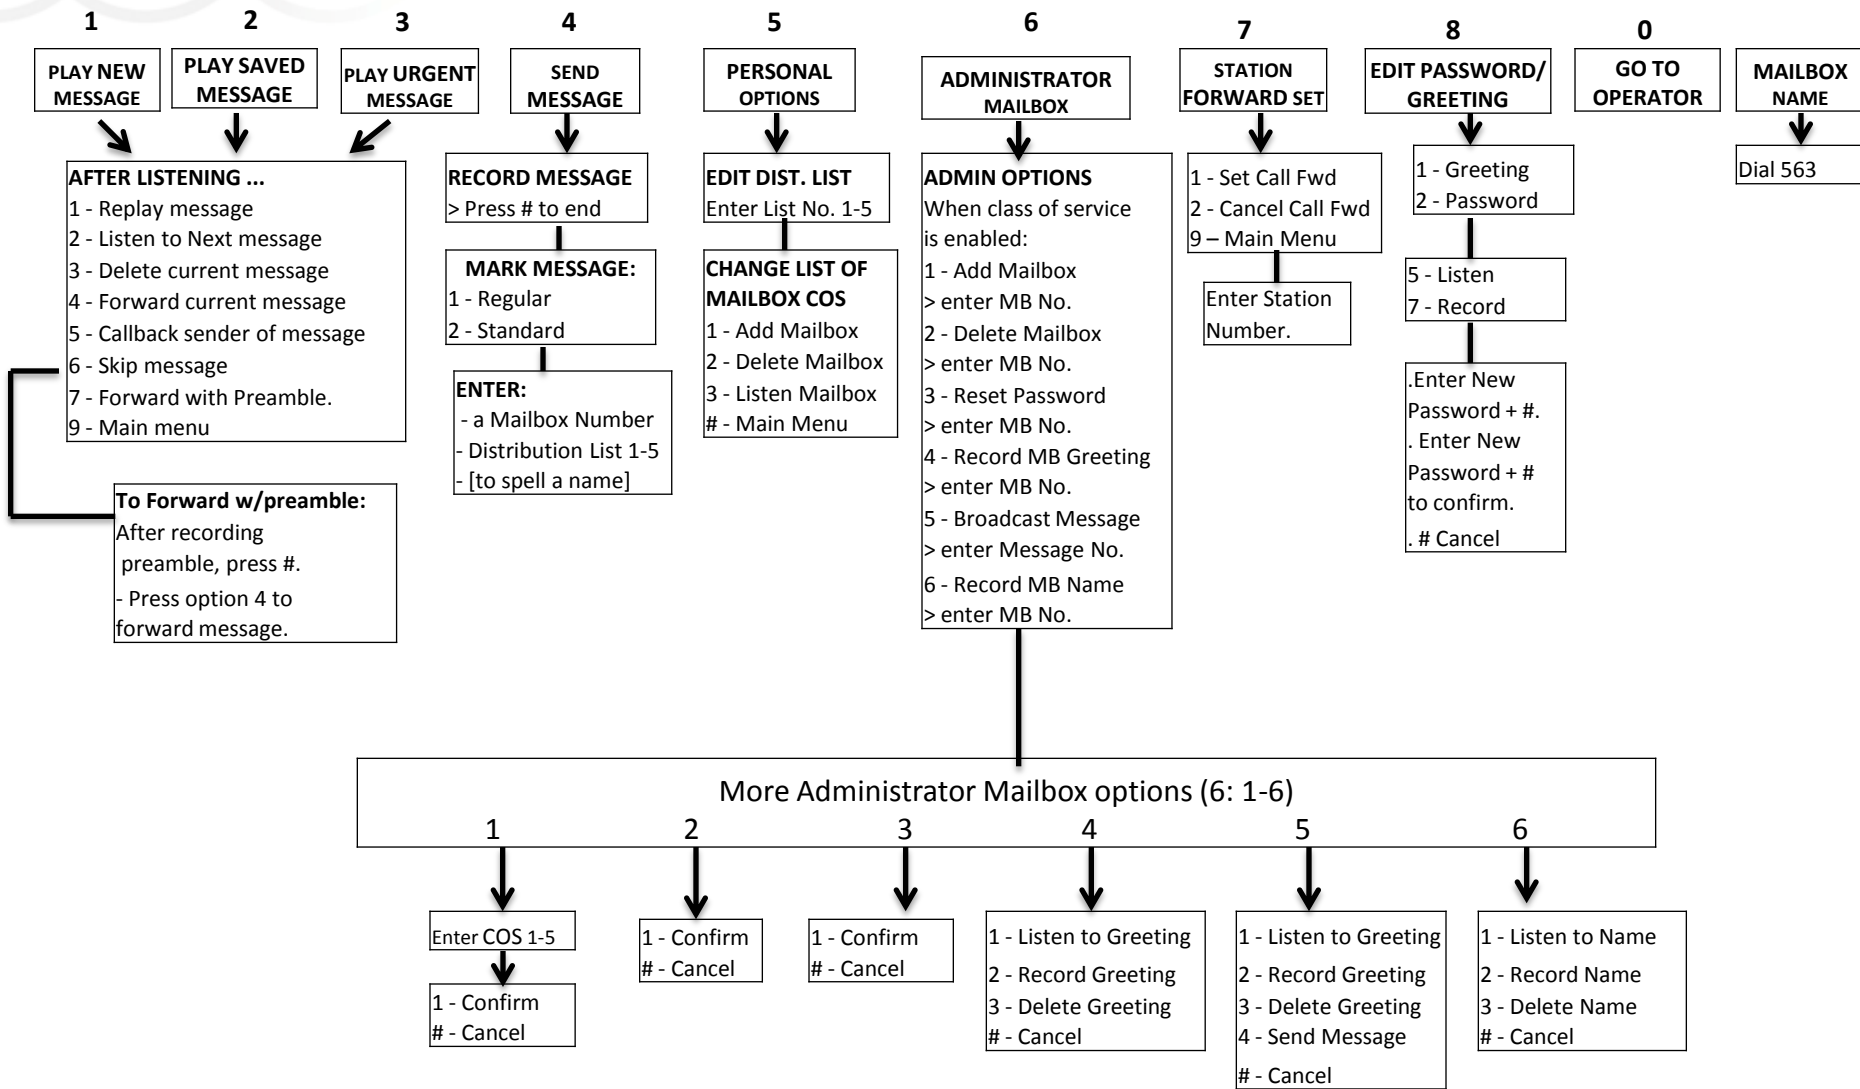 1
2
3
4
5
6
7
8
0
PLAY NEW
MESSAGE
PLAY SAVED
MESSAGE
PLAY URGENT
MESSAGE
SEND
MESSAGE
PERSONAL
OPTIONS
ADMINISTRATOR
MAILBOX
STATION
FORWARD SET
EDIT PASSWORD/
GREETING
GO TO
OPERATOR
MAILBOX
NAME
AFTER LISTENING ...
1 - Replay message
2 - Listen to Next message
3 - Delete current message
4 - Forward current message
5 - Callback sender of message
6 - Skip message
7 - Forward with Preamble.
9 - Main menu
To Forward w/preamble:
After recording
preamble, press #.
- Press option 4 to
forward message.
RECORD MESSAGE
> Press # to end
MARK MESSAGE:
1 - Regular
2 - Standard
ENTER:
- a Mailbox Number
- Distribution List 1-5
- [to spell a name]
EDIT DIST. LIST
Enter List No. 1-5
CHANGE LIST OF
MAILBOX COS
1 - Add Mailbox
2 - Delete Mailbox
3 - Listen Mailbox
# - Main Menu
ADMIN OPTIONS
When class of service
is enabled:
1 - Add Mailbox
> enter MB No.
2 - Delete Mailbox
> enter MB No.
3 - Reset Password
> enter MB No.
4 - Record MB Greeting
> enter MB No.
5 - Broadcast Message
> enter Message No.
6 - Record MB Name
> enter MB No.
1 - Set Call Fwd
2 - Cancel Call Fwd
9 – Main Menu
Enter Station
Number.
1 - Greeting
2 - Password
5 - Listen
7 - Record
.Enter New
Password + #.
. Enter New
Password + #
to confirm.
. # Cancel
Dial 563
More Administrator Mailbox options (6: 1-6)
1
2
3
4
5
6
Enter COS 1-5
1 - Confirm
# - Cancel
1 - Confirm
# - Cancel
1 - Confirm
# - Cancel
1 - Listen to Greeting
2 - Record Greeting
3 - Delete Greeting
# - Cancel
1 - Listen to Greeting
2 - Record Greeting
3 - Delete Greeting
4 - Send Message
# - Cancel
1 - Listen to Name
2 - Record Name
3 - Delete Name
# - Cancel